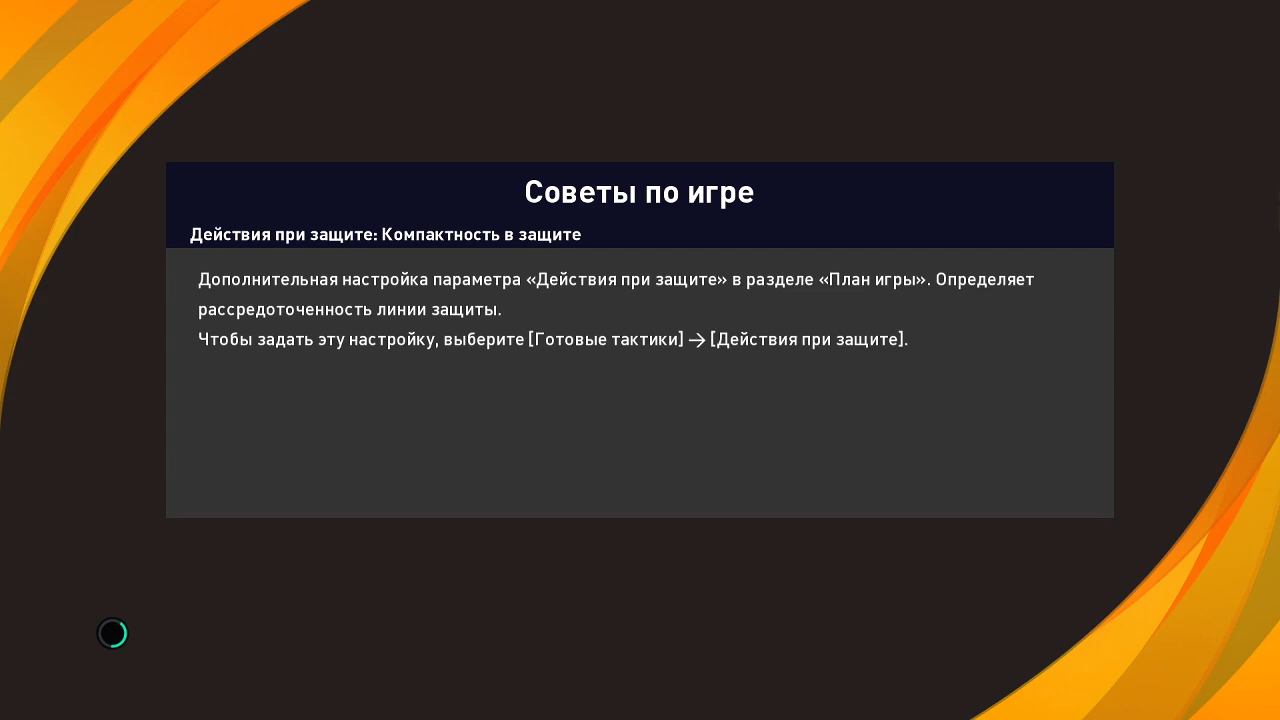 Советы по игре
Действия при защите: Компактность в защите
Дополнительная настройка параметра «Действия при защите» в разделе «План игры». Определяет
рассредоточенность линии защиты.
Чтобы задать эту настройку, выберите [Готовые тактики] → [Действия при защите].